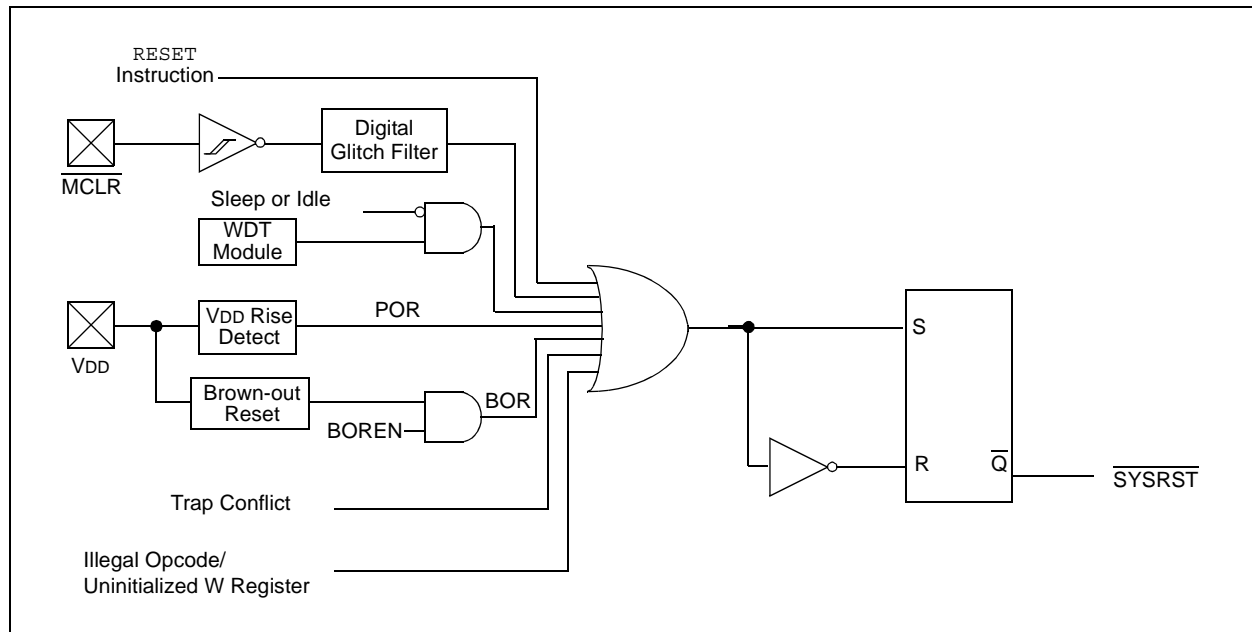 RESET
Instruction
Digital
Glitch Filter
MCLR
Sleep or Idle
WDT
Module
VDD Rise
Detect
POR
VDD
Brown-out
Reset
BOR
BOREN
Trap Conflict
Illegal Opcode/
Uninitialized W Register
S
R
Q
SYSRST